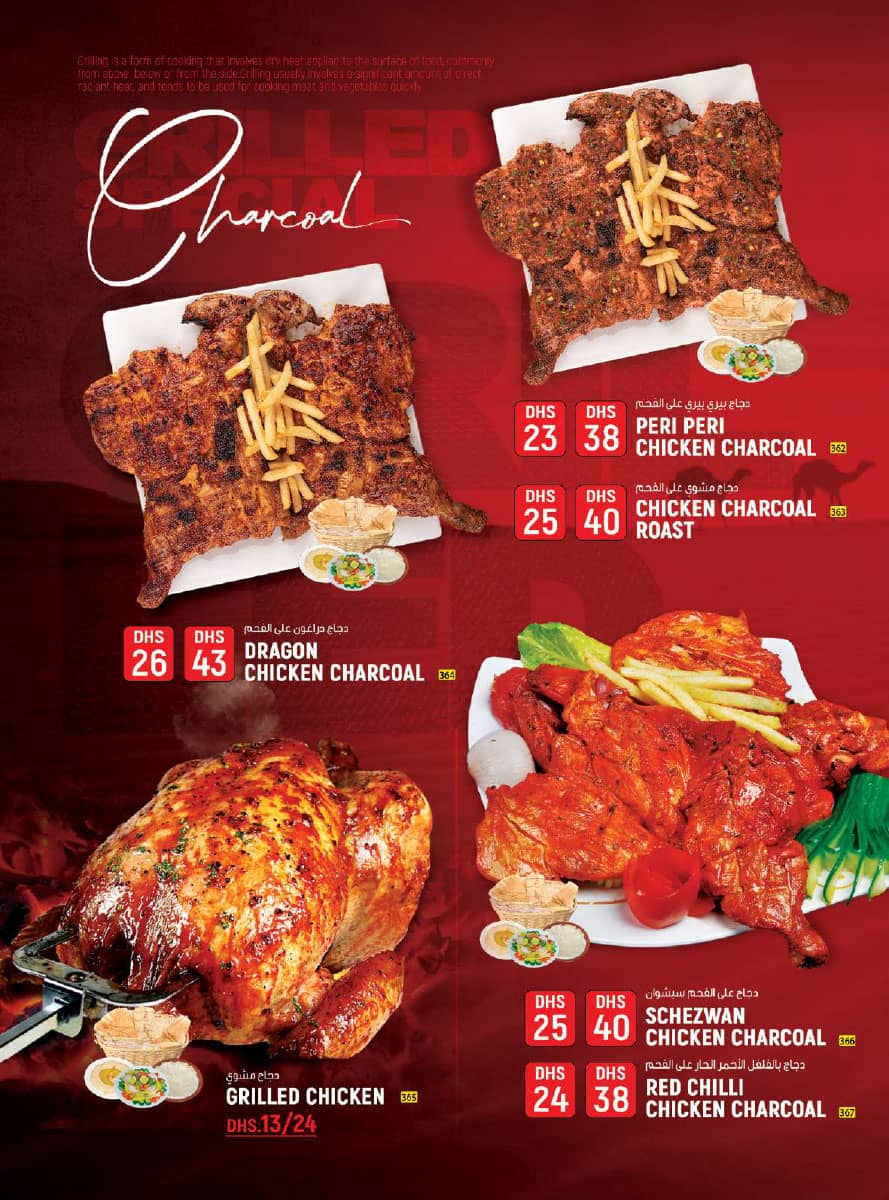 Grilling is a form of cooking that involves dry heat applied to the surface of food, commonly
from above, below or from the side.Grilling usually involves a significant amount of direct,
radiant heat, and tends to be used for cooking meat and vegetables quickly
GRILLED
SPECIAL
Charcoal
GRIL
LED
دجاج بيري بيري على الفحم
DHS 23 DHS 38 PERI PERI
CHICKEN CHARCOAL 362
دجاج مشوي على الفحم
DHS 25 DHS 40 CHICKEN CHARCOAL 363
ROAST
دجاج دراغون على الفحم
DHS 26 DHS 43 DRAGON
CHICKEN CHARCOAL 364
دجاج مشوي
GRILLED CHICKEN 365
DHS.13/24
دجاج على الفحم سيشوان
DHS 25 DHS 40 SCHEZWAN
CHICKEN CHARCOAL 366
دجاج بالفلفل الأحمر الحار على الفحم
DHS 24 DHS 38 RED CHILLI
CHICKEN CHARCOAL 367